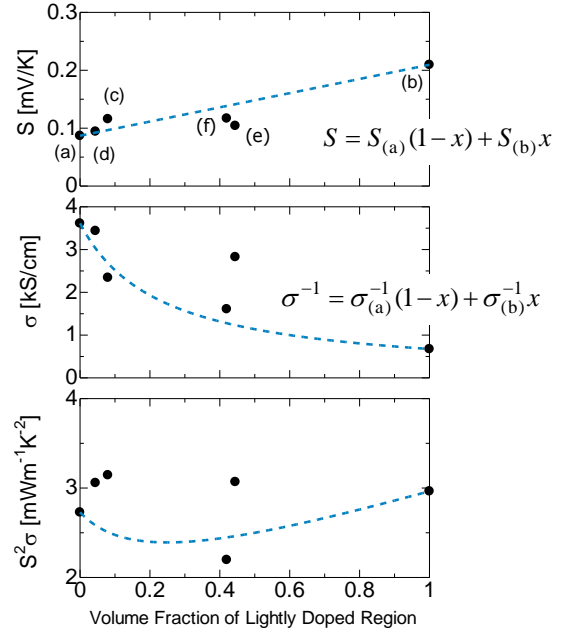 0.3
0.2
0.1
0
S [mV/K]
(a)
(d)
(c)
(f)
(e)
(b)
S = S(a)(1−x) + S(b)x
4
3
2
1
0
σ [kS/cm]
σ⁻¹ = σ(a)⁻¹(1−x) + σ(b)⁻¹x
4
3
2
S²σ [mWm⁻¹K⁻²]
0 0.2 0.4 0.6 0.8 1
Volume Fraction of Lightly Doped Region